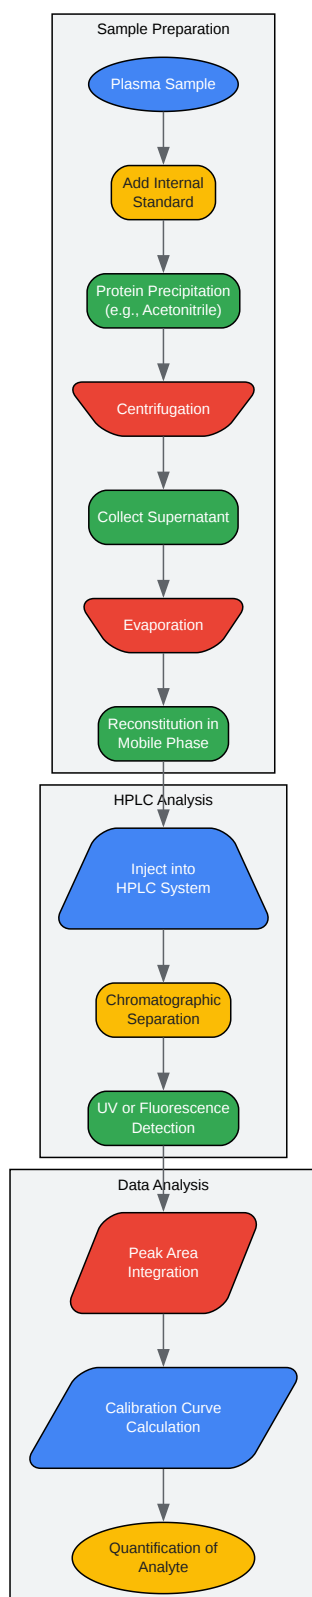 Sample Preparation
Plasma Sample
Add Internal
Standard
Protein Precipitation
(e.g., Acetonitrile)
Centrifugation
Collect Supernatant
Evaporation
Reconstitution in
Mobile Phase
HPLC Analysis
Inject into
HPLC System
Chromatographic
Separation
UV or Fluorescence
Detection
Data Analysis
Peak Area
Integration
Calibration Curve
Calculation
Quantification of
Analyte